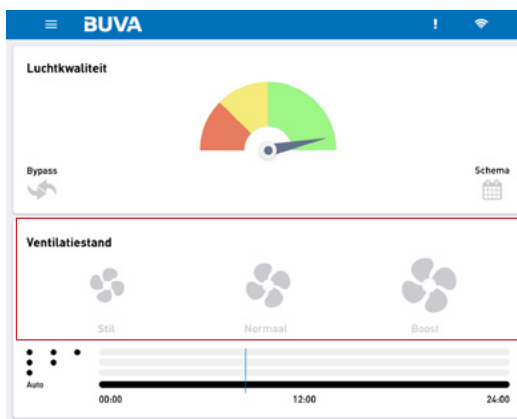 BUVA
Luchtkwaliteit
Bypass
Schema
Ventilatiestand
Stil
Normaal
Boost
Auto
00:00
12:00
24:00